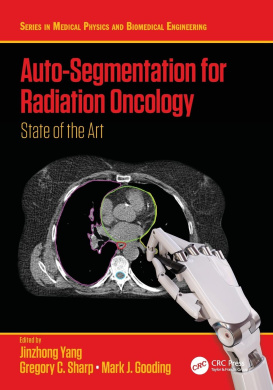 Series in Medical Physics and Biomedical Engineering
Auto-Segmentation for
Radiation Oncology
State of the Art
Edited by
Jinzhong Yang
Gregory C. Sharp • Mark J. Gooding
CRC Press
Taylor & Francis Group